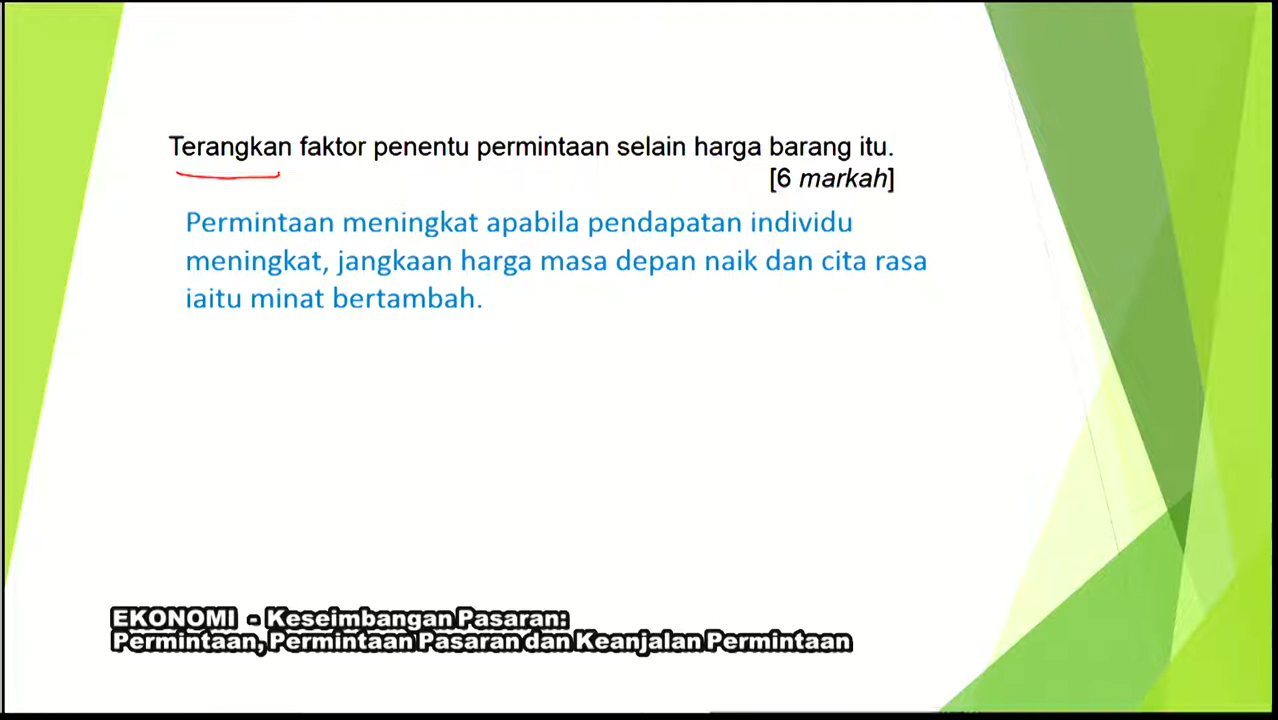 Terangkan faktor penentu permintaan selain harga barang itu.
[6 markah]
Permintaan meningkat apabila pendapatan individu
meningkat, jangkaan harga masa depan naik dan cita rasa
iaitu minat bertambah.
EKONOMI - Keseimbangan Pasaran:
Permintaan, Permintaan Pasaran dan Keanjalan Permintaan